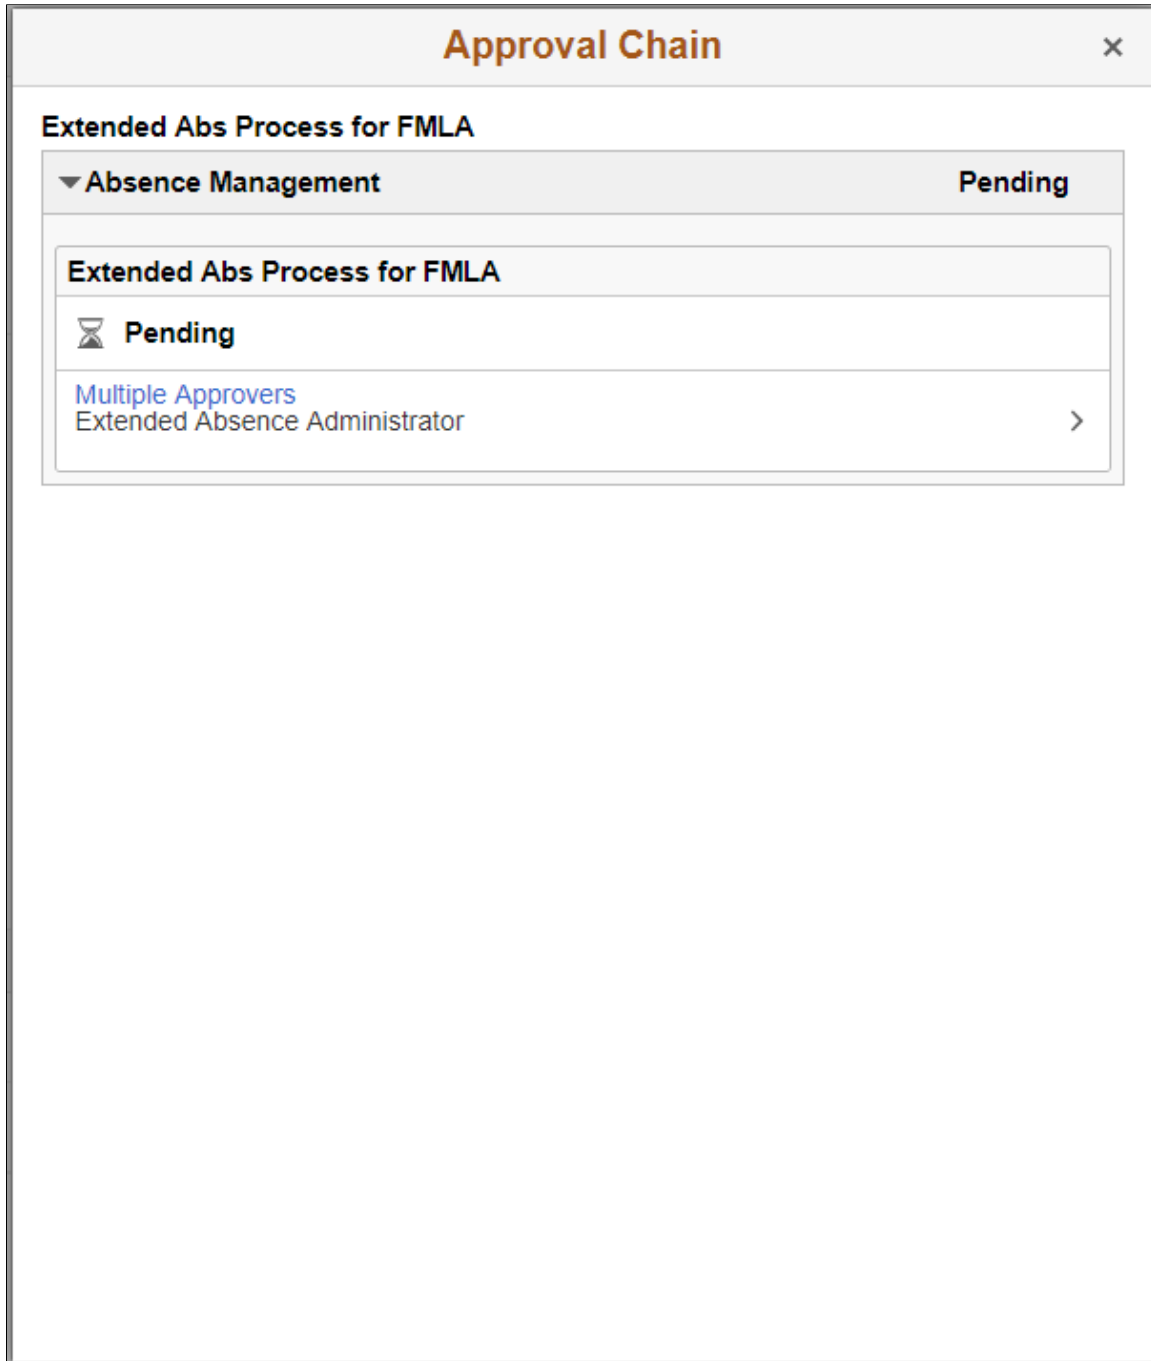 Approval Chain
Extended Abs Process for FMLA
Absence Management Pending
Extended Abs Process for FMLA
Pending
Multiple Approvers
Extended Absence Administrator